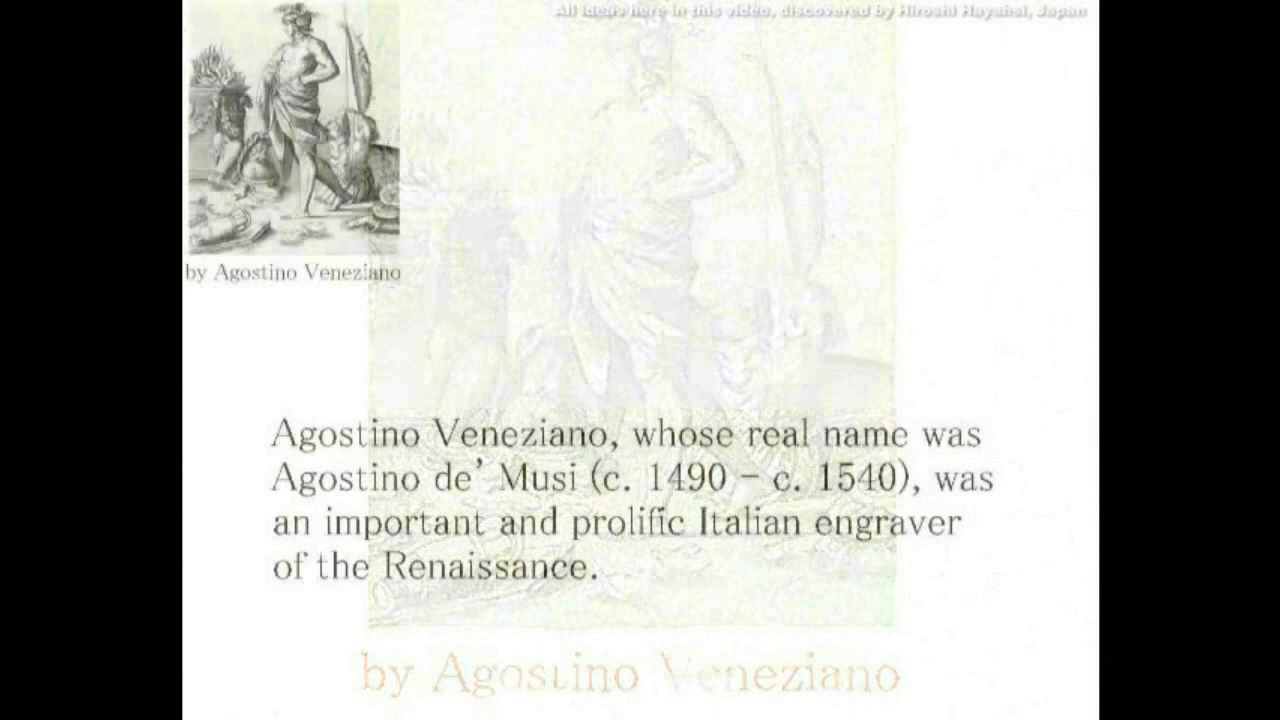 All ideas here in this video, discovered by Hiroshi Hayahsi, Japan
by Agostino Veneziano
Agostino Veneziano, whose real name was
Agostino de' Musi (c. 1490 – c. 1540), was
an important and prolific Italian engraver
of the Renaissance.
by Agostino Veneziano